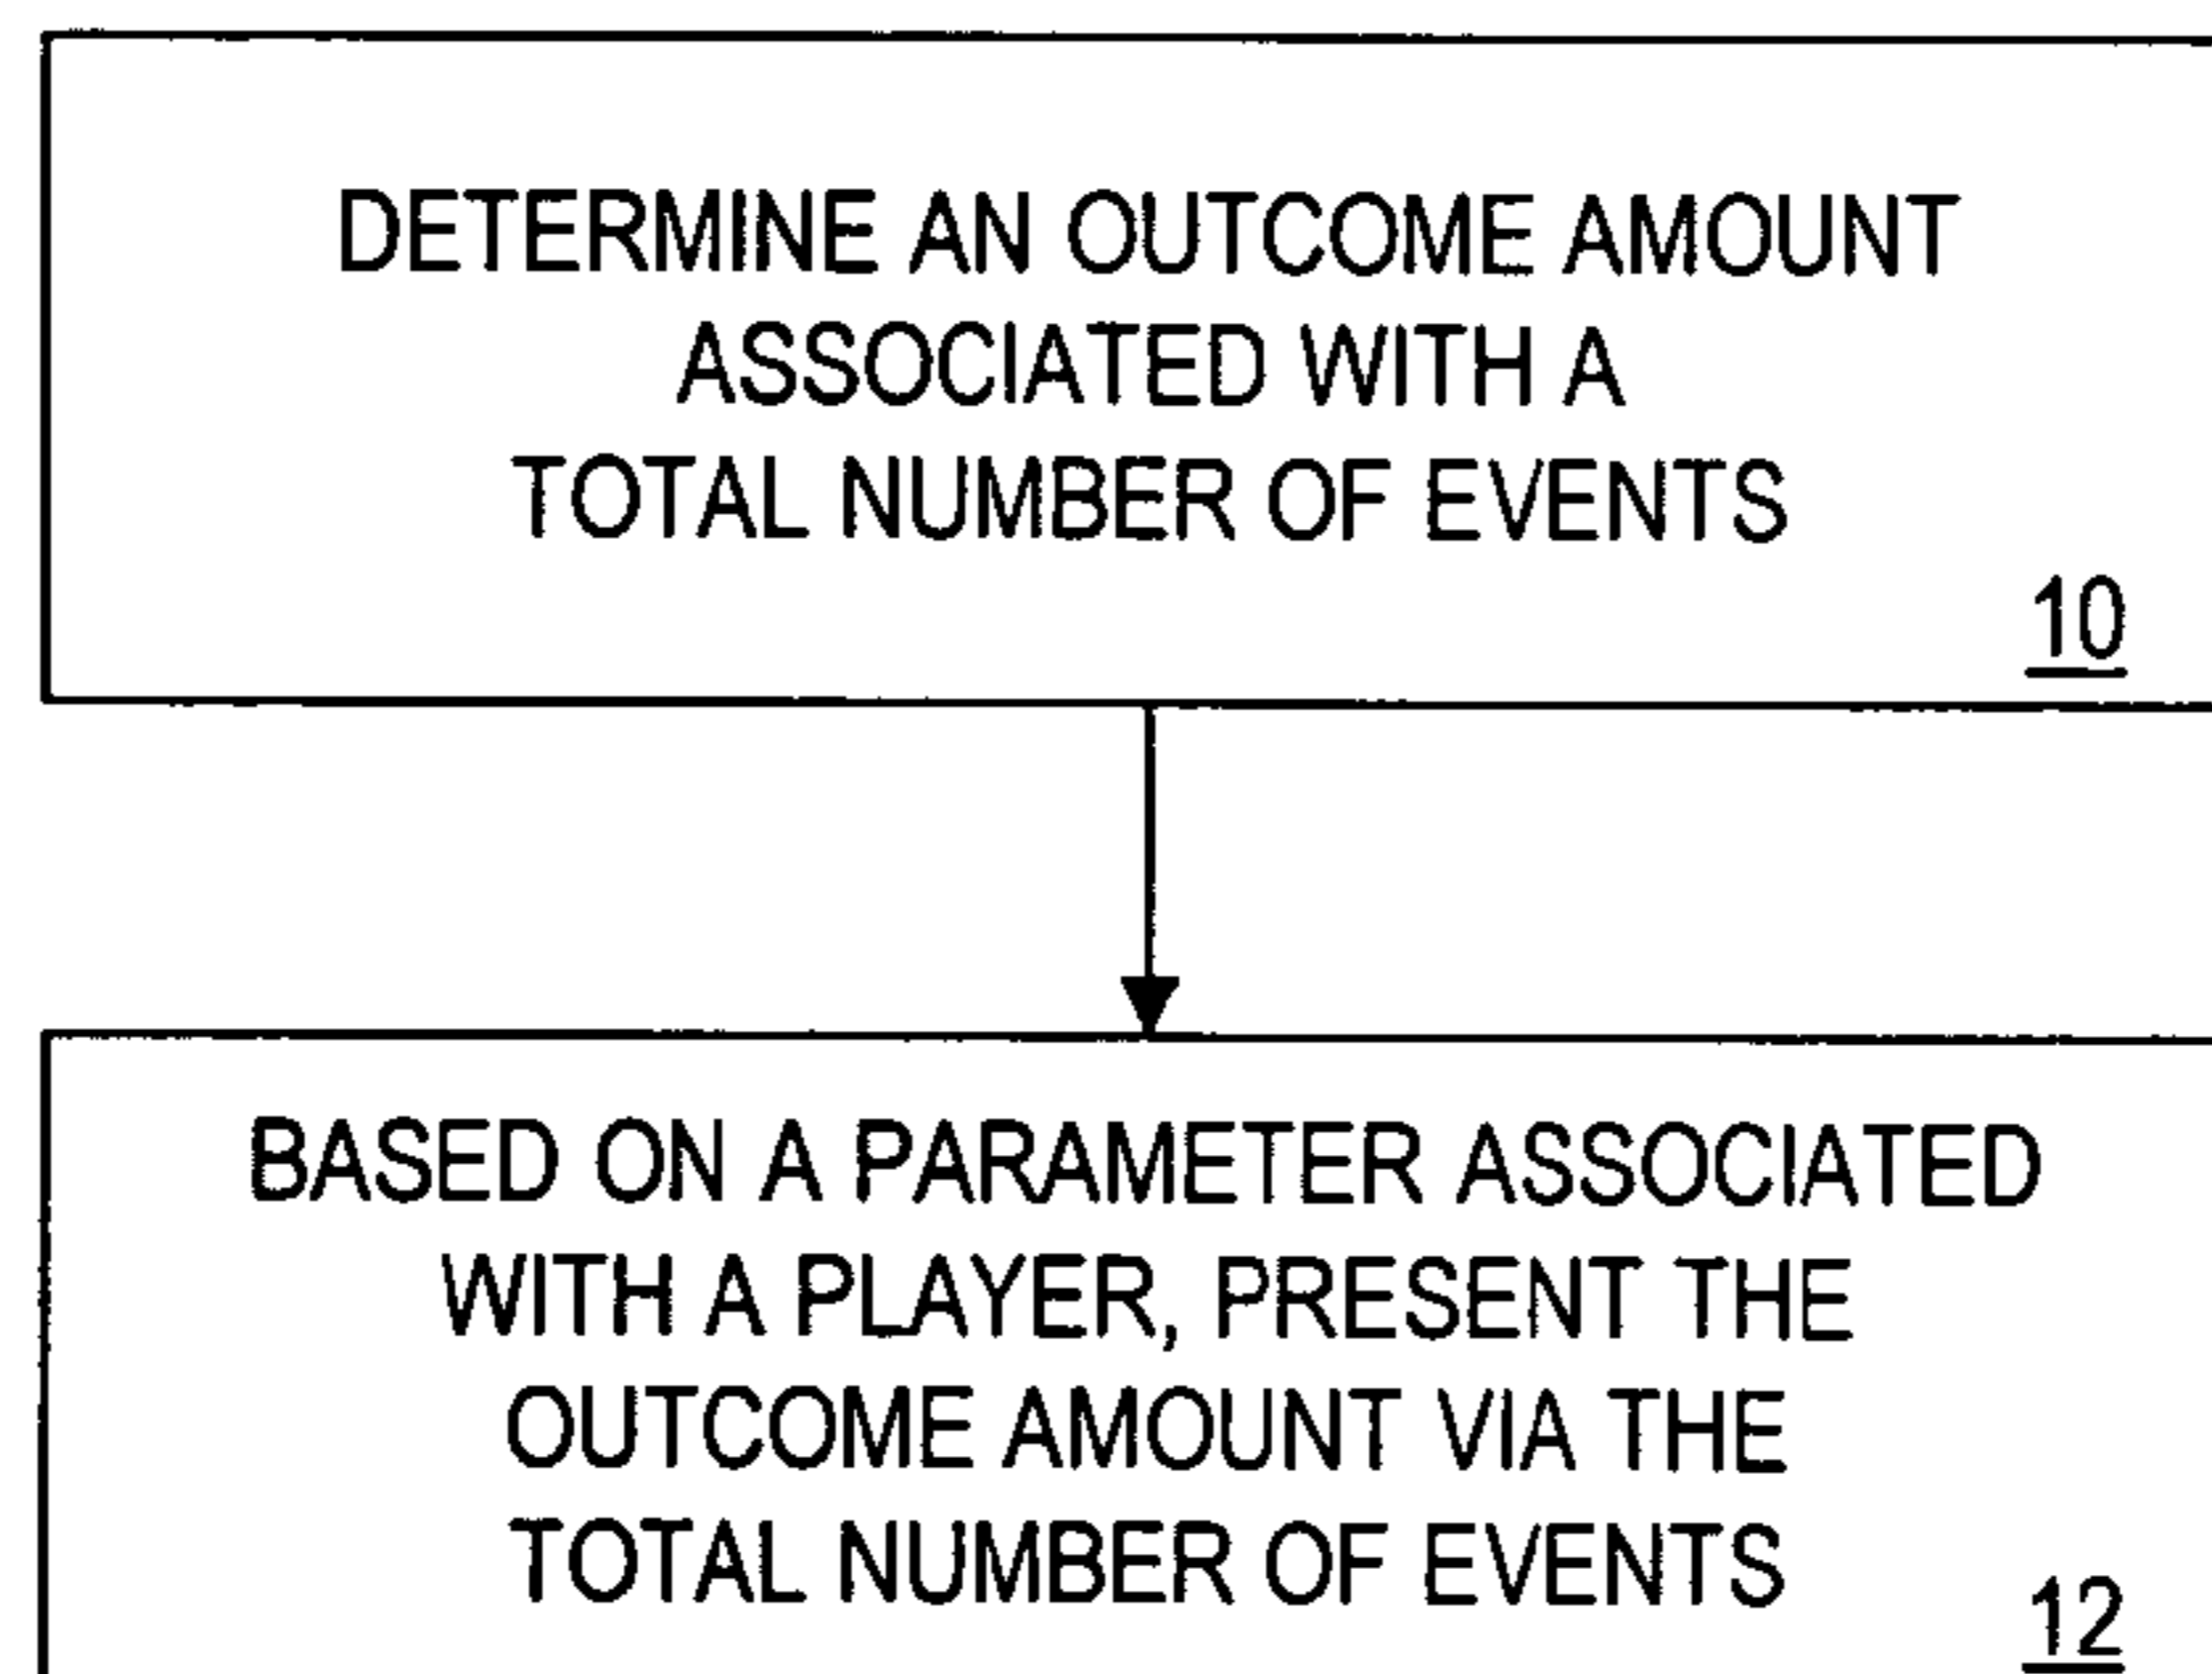 DETERMINE AN OUTCOME AMOUNT
ASSOCIATED WITH A
TOTAL NUMBER OF EVENTS
10
BASED ON A PARAMETER ASSOCIATED
WITH A PLAYER, PRESENT THE
OUTCOME AMOUNT VIA THE
TOTAL NUMBER OF EVENTS
12